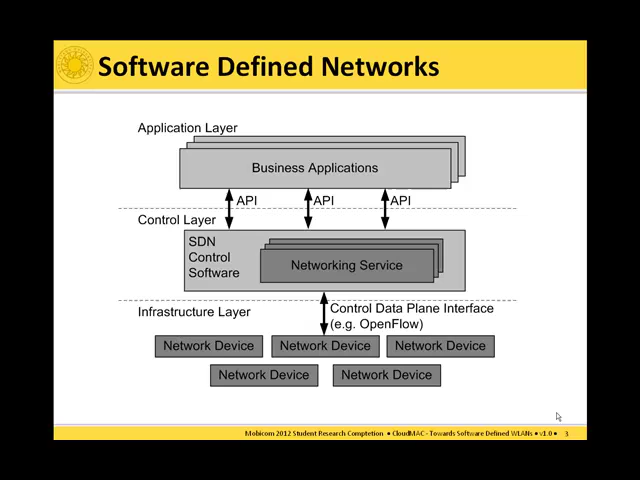 Software Defined Networks
Application Layer
Business Applications
API API API
Control Layer
SDN
Control
Software
Networking Service
Infrastructure Layer
Control Data Plane Interface
(e.g. OpenFlow)
Network Device Network Device Network Device
Network Device Network Device
Mobicom 2012 Student Research Comptetion • CloudMAC - Towards Software Defined WLANs • v1.0 • 3